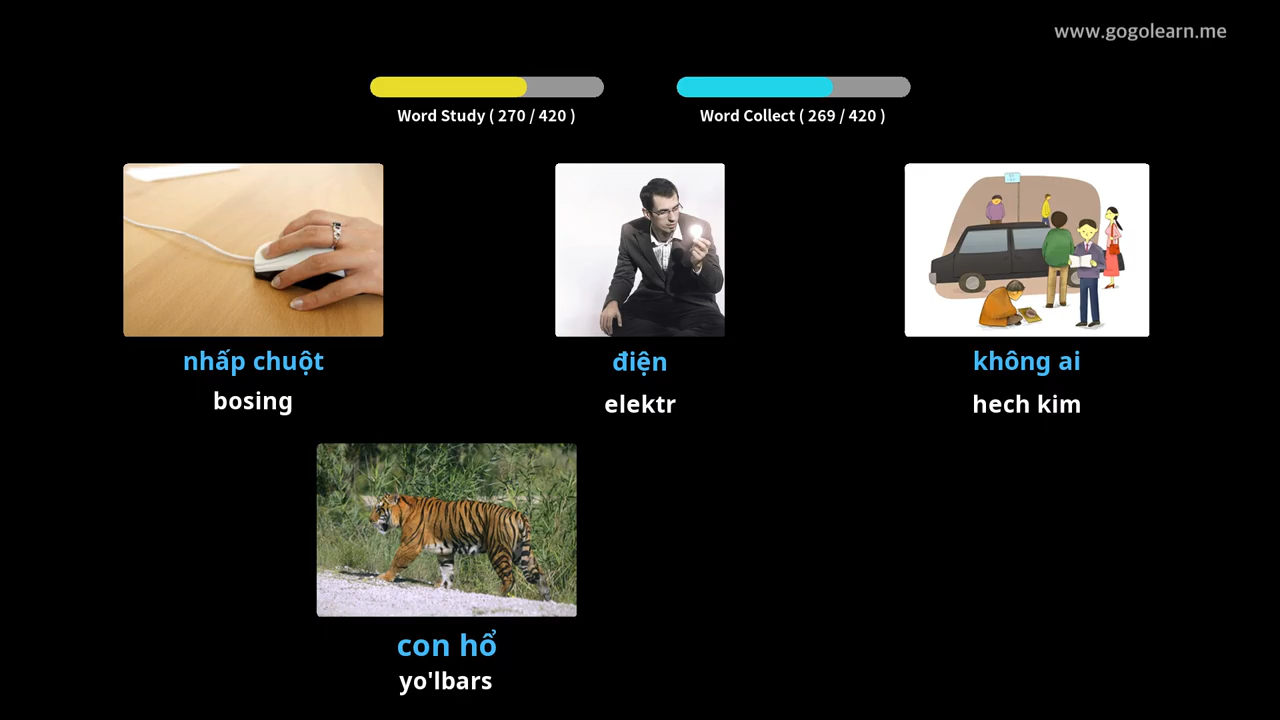 www.gogolearn.me
Word Study ( 270 / 420 )
Word Collect ( 269 / 420 )
nhấp chuột
bosing
điện
elektr
không ai
hech kim
con hổ
yo'lbars